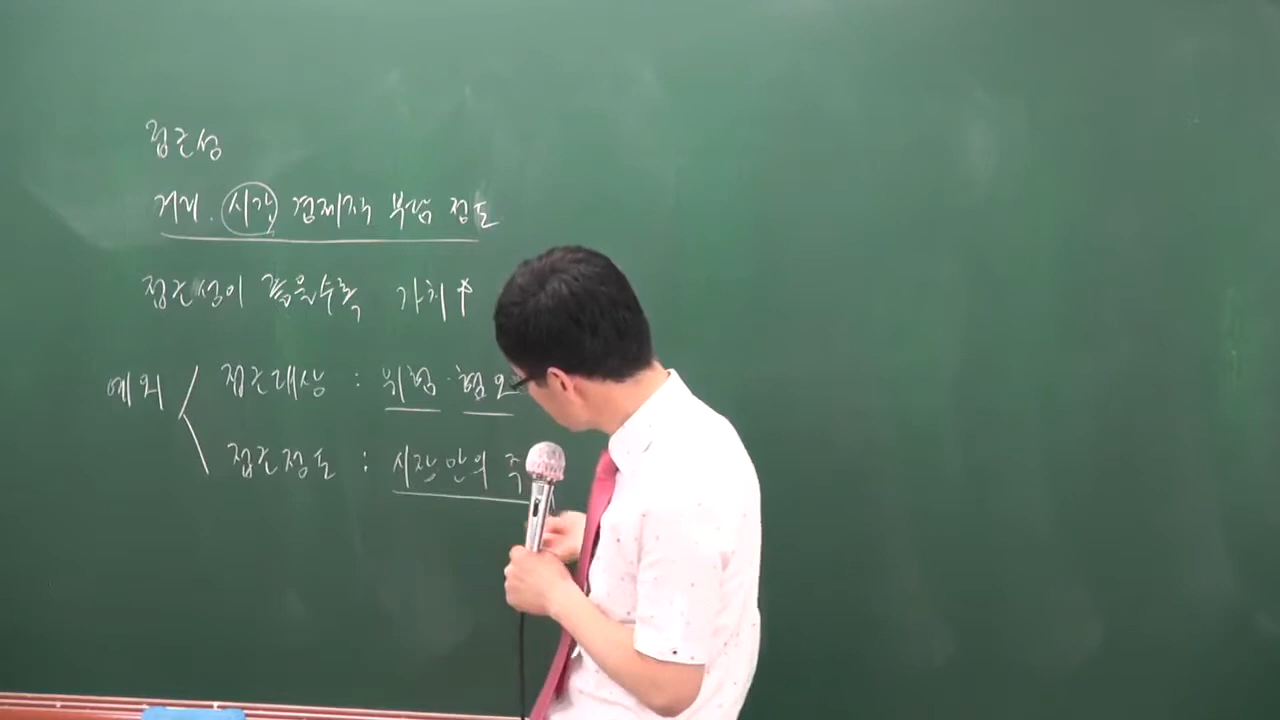 접근성
거리. 시간, 경제적 부담 정도
접근성이 좋을수록 가치↑
예외
접근대상 : 위험·혐오
접근정도 : 시장 안의